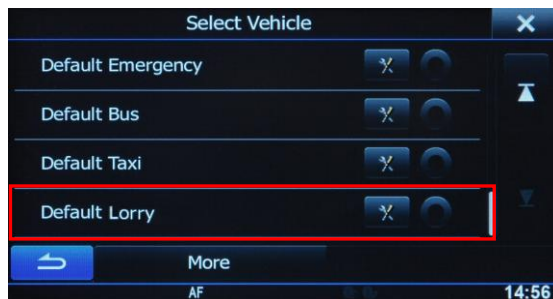 Select Vehicle
Default Emergency
Default Bus
Default Taxi
Default Lorry
More
AF
14:56